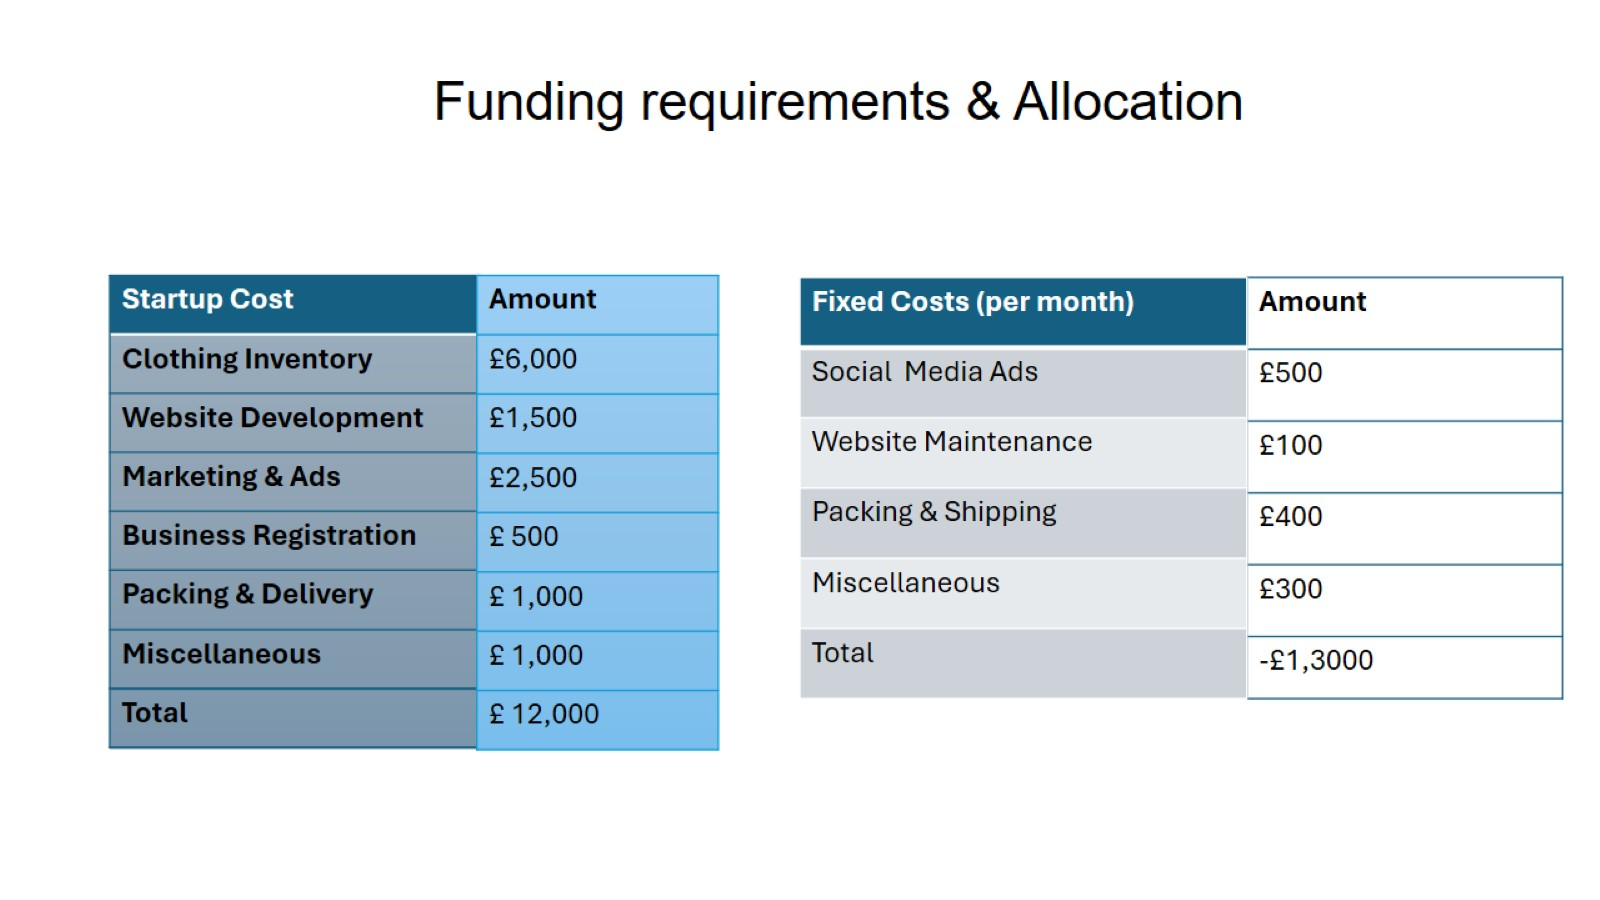 Funding requirements & Allocation
Startup Cost Amount
Clothing Inventory £6,000
Website Development £1,500
Marketing & Ads £2,500
Business Registration £ 500
Packing & Delivery £ 1,000
Miscellaneous £ 1,000
Total £ 12,000
Fixed Costs (per month) Amount
Social  Media Ads £500
Website Maintenance £100
Packing & Shipping £400
Miscellaneous £300
Total -£1,3000